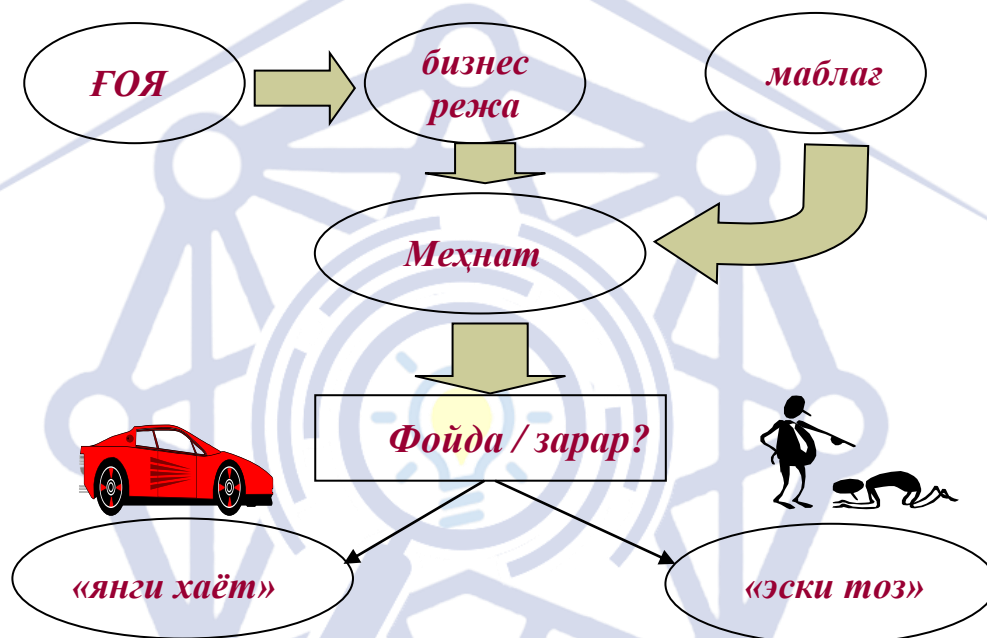 ҒОЯ
бизнес
режа
маблағ
Меҳнат
Фойда / зарар?
«янги хаёт»
«эски тоз»